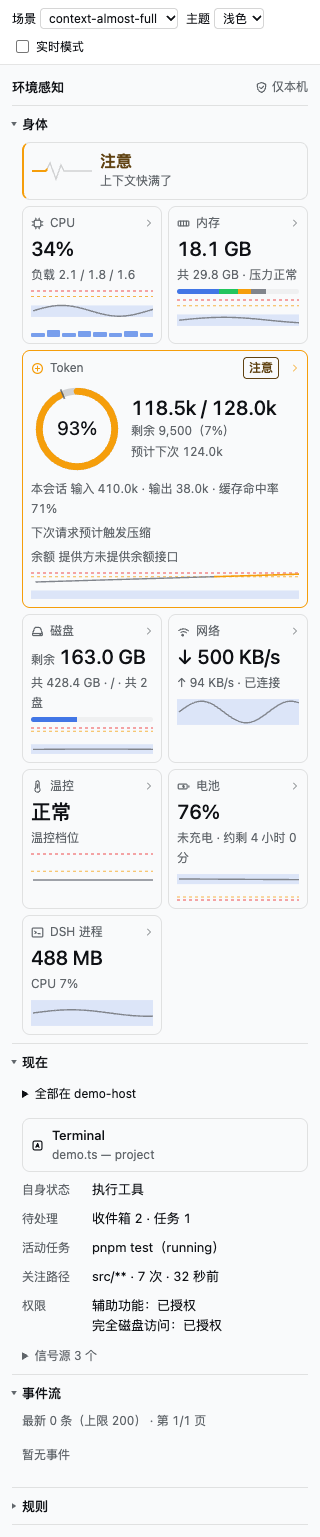 场景 context-almost-full 主题 浅色
实时模式
环境感知 仅本机
身体
注意
上下文快满了
CPU
34%
负载 2.1 / 1.8 / 1.6
内存
18.1 GB
共 29.8 GB · 压力正常
Token 注意
93%
118.5k / 128.0k
剩余 9,500（7%）
预计下次 124.0k
本会话 输入 410.0k · 输出 38.0k · 缓存命中率
71%
下次请求预计触发压缩
余额 提供方未提供余额接口
磁盘
剩余 163.0 GB
共 428.4 GB · / · 共 2
盘
网络
↓ 500 KB/s
↑ 94 KB/s · 已连接
温控
正常
温控档位
电池
76%
未充电 · 约剩 4 小时 0
分
DSH 进程
488 MB
CPU 7%
现在
全部在 demo-host
Terminal
demo.ts — project
自身状态 执行工具
待处理 收件箱 2 · 任务 1
活动任务 pnpm test（running）
关注路径 src/** · 7 次 · 32 秒前
权限 辅助功能：已授权
完全磁盘访问：已授权
信号源 3 个
事件流
最新 0 条（上限 200） · 第 1/1 页
暂无事件
规则